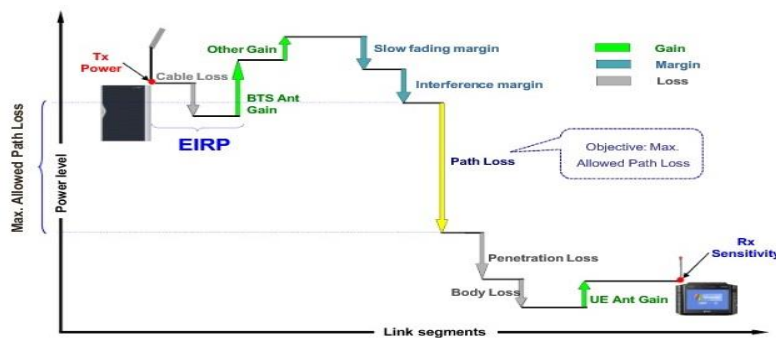 Tx
Power
Cable Loss
Other Gain
BTS Ant
Gain
EIRP
Slow fading margin
Interference margin
Gain
Margin
Loss
Max. Allowed Path Loss
Power level
Path Loss
Objective: Max.
Allowed Path Loss
Penetration Loss
Body Loss
UE Ant Gain
Rx
Sensitivity
Link segments